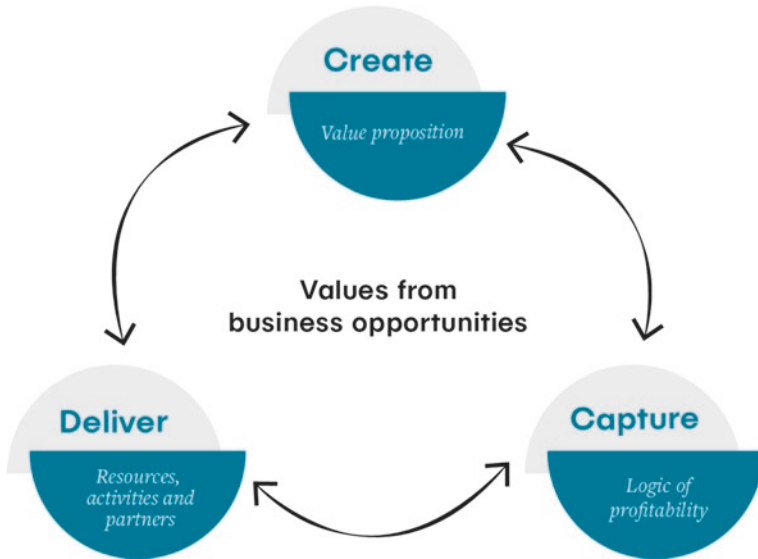 Create
Value proposition
Values from
business opportunities
Deliver
Resources,
activities and
partners
Capture
Logic of
profitability